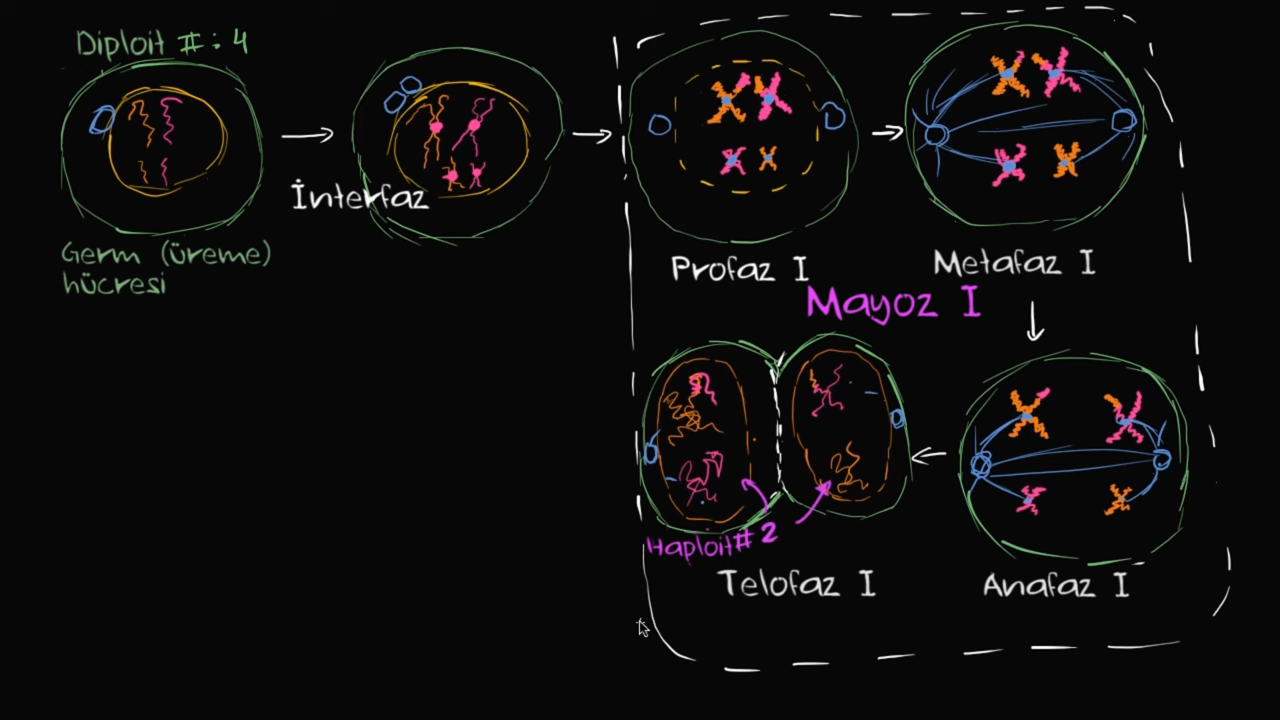 Diploit #: 4
Germ (üreme)
hücresi
İnterfaz
Profaz I
Metafaz I
Mayoz I
Haploit # 2
Telofaz I
Anafaz I